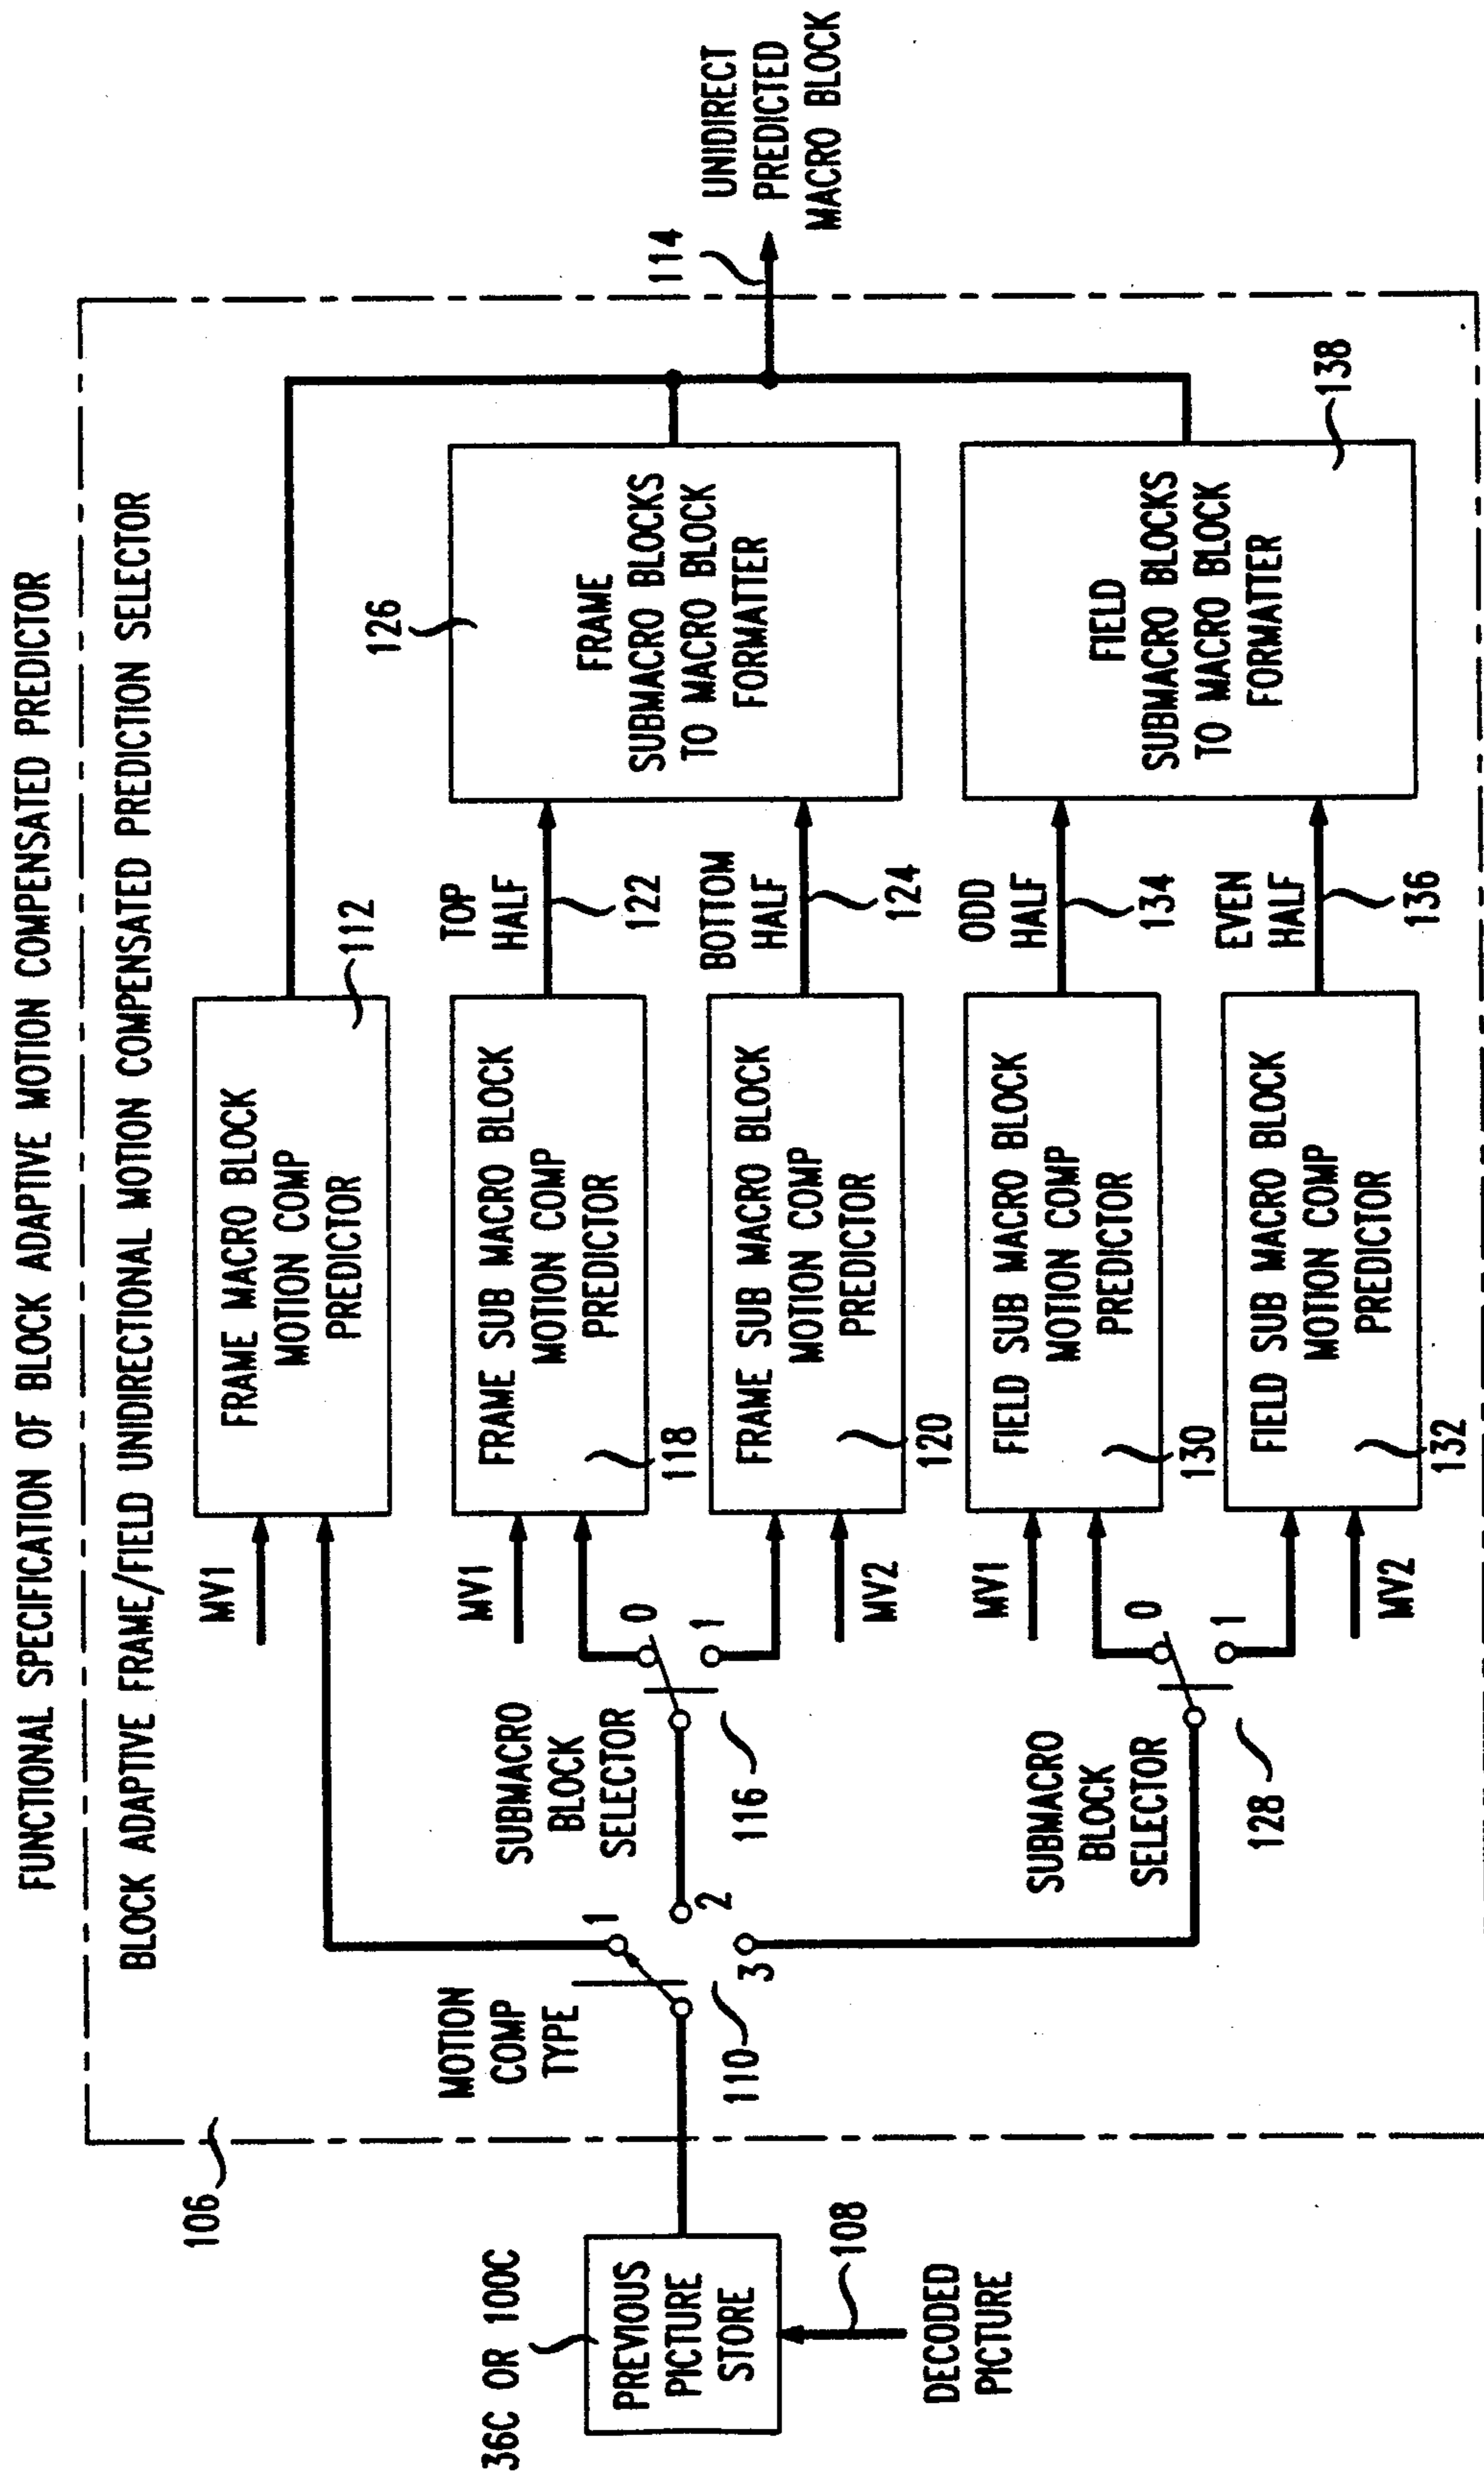 FUNCTIONAL SPECIFICATION OF BLOCK ADAPTIVE MOTION COMPENSATED PREDICTOR
BLOCK ADAPTIVE FRAME/FIELD UNIDIRECTIONAL MOTION COMPENSATED PREDICTION SELECTOR
106
36C OR 100C
PREVIOUS
PICTURE
STORE
108
DECODED
PICTURE
MOTION
COMP
TYPE
110
1
2
3
SUBMACRO
BLOCK
SELECTOR
116
0
1
SUBMACRO
BLOCK
SELECTOR
128
0
1
MV1
FRAME MACRO BLOCK
MOTION COMP
PREDICTOR
112
MV1
FRAME SUB MACRO BLOCK
MOTION COMP
PREDICTOR
118
MV2
FRAME SUB MACRO BLOCK
MOTION COMP
PREDICTOR
120
MV1
FIELD SUB MACRO BLOCK
MOTION COMP
PREDICTOR
130
MV2
FIELD SUB MACRO BLOCK
MOTION COMP
PREDICTOR
132
TOP
HALF
122
BOTTOM
HALF
124
ODD
HALF
134
EVEN
HALF
136
126
FRAME
SUBMACRO BLOCKS
TO MACRO BLOCK
FORMATTER
FIELD
SUBMACRO BLOCKS
TO MACRO BLOCK
FORMATTER
138
114
UNIDIRECT
PREDICTED
MACRO BLOCK